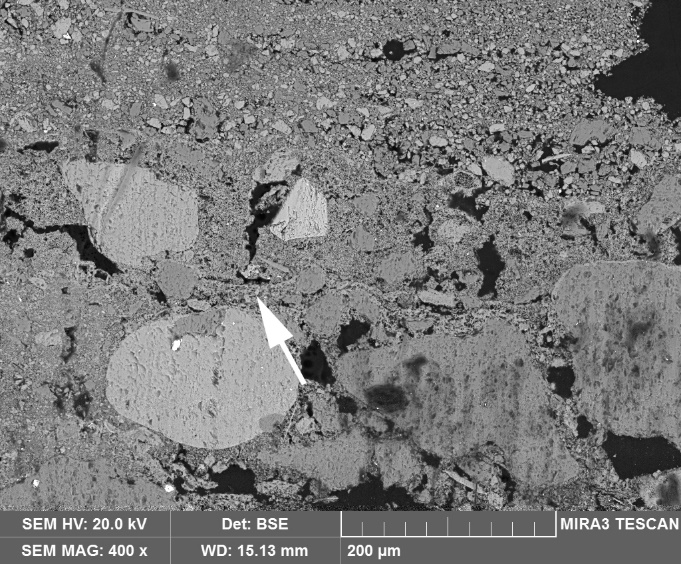 SEM HV: 20.0 kV
Det: BSE
MIRA3 TESCAN
SEM MAG: 400 x
WD: 15.13 mm
200 µm